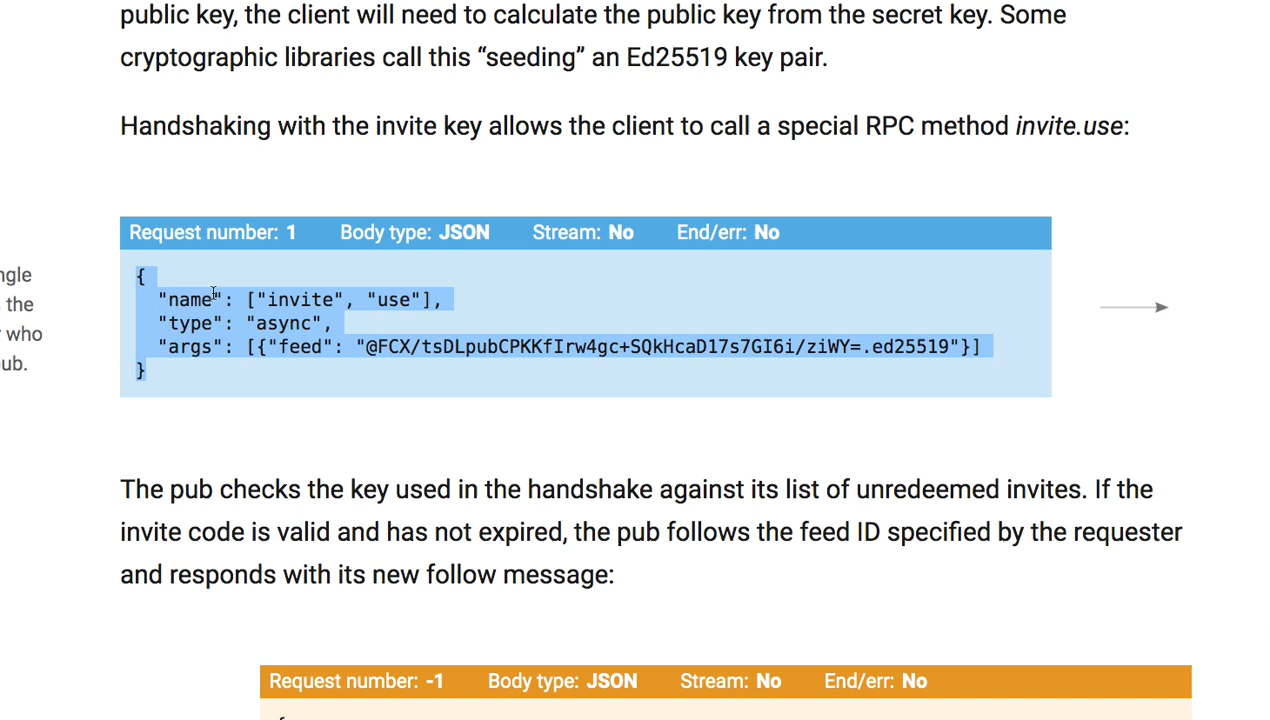 public key, the client will need to calculate the public key from the secret key. Some
cryptographic libraries call this “seeding” an Ed25519 key pair.
Handshaking with the invite key allows the client to call a special RPC method invite.use:
Request number: 1 Body type: JSON Stream: No End/err: No
ngle
the
who
ub.
{
"name": ["invite", "use"],
"type": "async",
"args": [{"feed": "@FCX/tsDLpubCPKKfIrw4gc+SQkHcaD17s7GI6i/ziWY=.ed25519"}]
}
The pub checks the key used in the handshake against its list of unredeemed invites. If the
invite code is valid and has not expired, the pub follows the feed ID specified by the requester
and responds with its new follow message:
Request number: -1 Body type: JSON Stream: No End/err: No